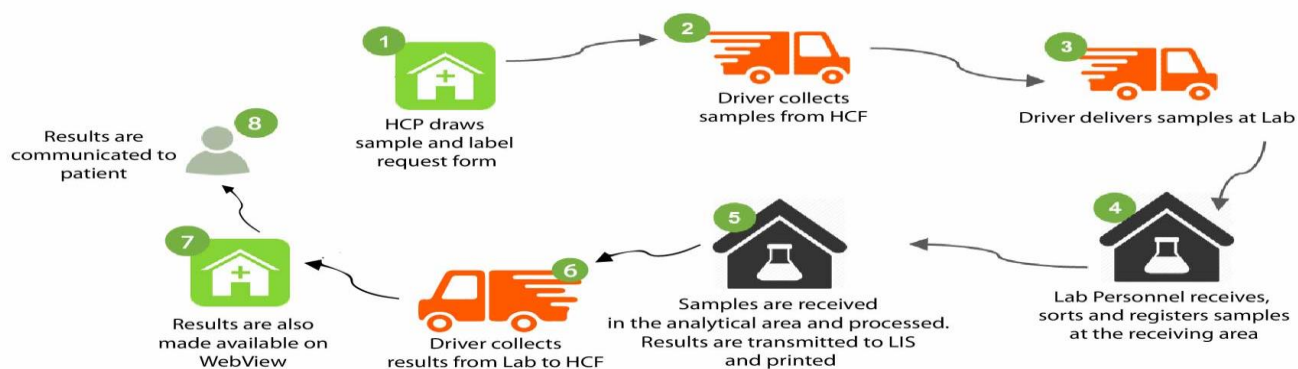 1
HCP draws
sample and label
request form
2
Driver collects
samples from HCF
3
Driver delivers samples at Lab
4
Lab Personnel receives,
sorts and registers samples
at the receiving area
5
Samples are received
in the analytical area and processed.
Results are transmitted to LIS
and printed
6
Driver collects
results from Lab to HCF
7
Results are also
made available on
WebView
8
Results are
communicated to
patient